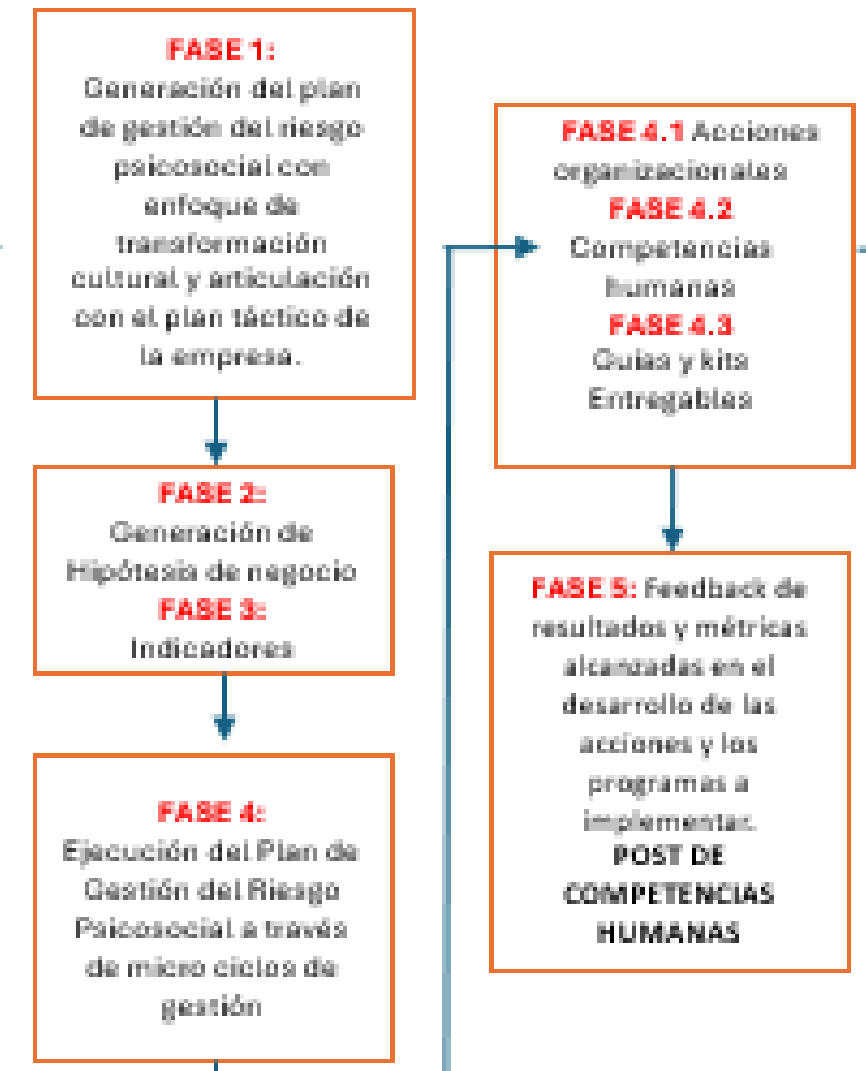 FASE 1:
Generación del plan
de gestión del riesgo
psicosocial con
enfoque de
transformación
cultural y articulación
con el plan táctico de
la empresa.
FASE 2:
Generación de
Hipótesis de negocio
FASE 3:
Indicadores
FASE 4:
Ejecución del Plan de
Gestión del Riesgo
Psicosocial a través
de micro ciclos de
gestión
FASE 4.1 Acciones
organizacionales
FASE 4.2
Competencias
humanas
FASE 4.3
Guías y kits
Entregables
FASE 5: Feedback de
resultados y métricas
alcanzadas en el
desarrollo de las
acciones y los
programas a
implementar.
POST DE
COMPETENCIAS
HUMANAS